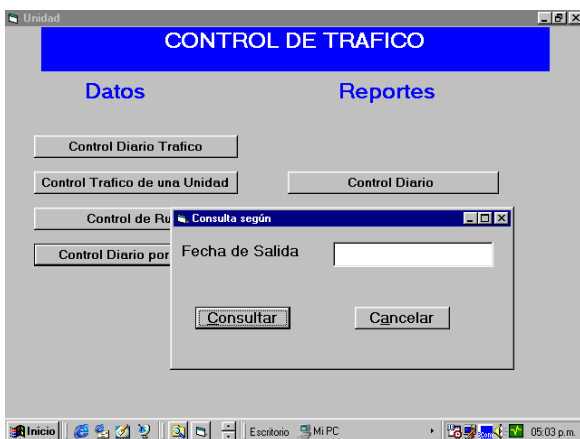 Unidad
CONTROL DE TRAFICO
Datos
Reportes
Control Diario Trafico
Control Trafico de una Unidad
Control Diario
Control de Ru
Consulta según
Control Diario por
Fecha de Salida
Consultar
Cancelar
Inicio
Escritorio
Mi PC
05:03 p.m.